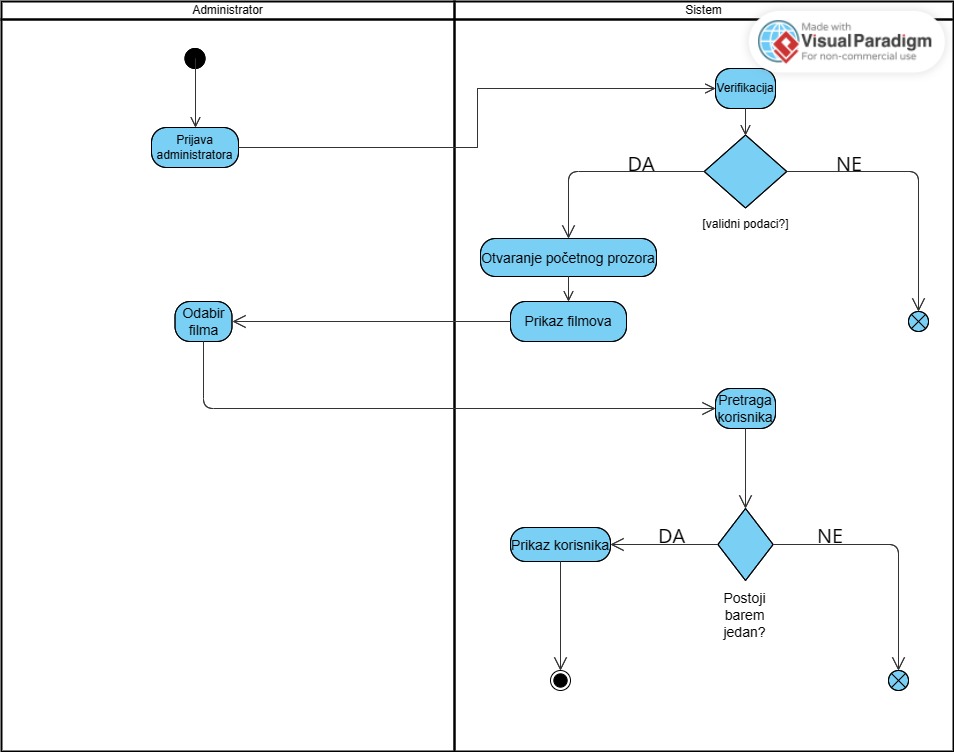 Administrator
Sistem
Made with
Visual Paradigm
For non-commercial use
Verifikacija
Prijava
administratora
DA
NE
[validni podaci?]
Otvaranje početnog prozora
Odabir
filma
Prikaz filmova
Pretraga
korisnika
Prikaz korisnika
DA
NE
Postoji
barem
jedan?